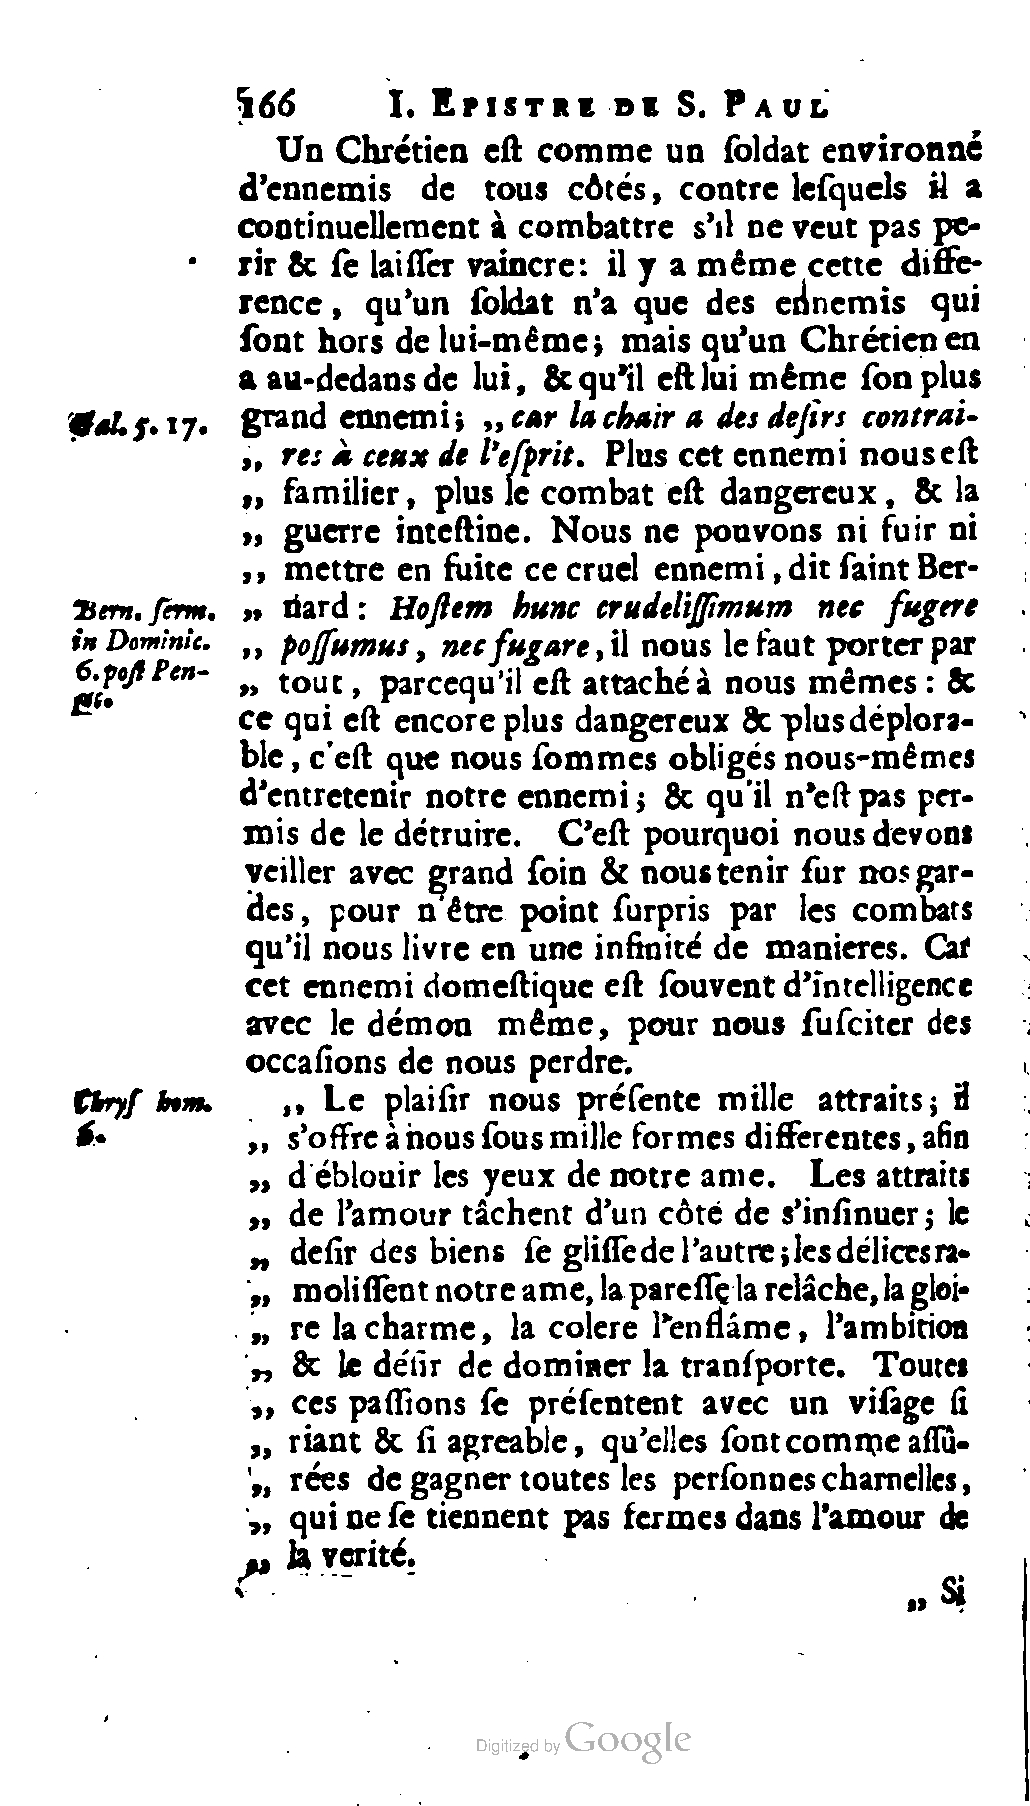 166 I. EPISTRE DE S. PAUL
Un Chrétien eſt comme un ſoldat environné
d'ennemis de tous côtés, contre leſquels il a
continuellement à combattre s'il ne veut pas pe-
rir & ſe laiſſer vaincre: il y a même cette diffe-
rence, qu'un ſoldat n'a que des ennemis qui
ſont hors de lui-même; mais qu'un Chrétien en
a au-dedans de lui, & qu'il eſt lui même ſon plus
Gal. 5. 17. grand ennemi; „car la chair a des deſirs contrai-
„ res à ceux de l'eſprit. Plus cet ennemi nous eſt
„ familier, plus le combat eſt dangereux, & la
„ guerre inteſtine. Nous ne pouvons ni fuir ni
„ mettre en fuite ce cruel ennemi, dit ſaint Ber-
Bern. ſerm. „ nard: Hoſtem hunc crudeliſſimum nec fugere
in Dominic. „ poſſumus, nec fugare, il nous le faut porter par
6. poſt Pen- „ tout, parcequ'il eſt attaché à nous mêmes: &
ce qui eſt encore plus dangereux & plus déplora-
ble, c'eſt que nous ſommes obligés nous-mêmes
d'entretenir notre ennemi; & qu'il n'eſt pas per-
mis de le détruire. C'eſt pourquoi nous devons
veiller avec grand ſoin & nous tenir ſur nos gar-
des, pour n'être point ſurpris par les combats
qu'il nous livre en une infinité de manieres. Car
cet ennemi domeſtique eſt ſouvent d'intelligence
avec le démon même, pour nous ſuſciter des
occaſions de nous perdre.
Chryſ hom. „ Le plaiſir nous préſente mille attraits; il
6. „ s'offre à nous ſous mille formes differentes, afin
„ d'éblouir les yeux de notre ame. Les attraits
„ de l'amour tâchent d'un côté de s'inſinuer; le
„ deſir des biens ſe gliſſe de l'autre; les délices ra-
„ moliſſent notre ame, la pareſſe la relâche, la gloi-
„ re la charme, la colere l'enflâme, l'ambition
„ & le déſir de dominer la tranſporte. Toutes
„ ces paſſions ſe préſentent avec un viſage ſi
„ riant & ſi agreable, qu'elles ſont comme aſſû-
„ rées de gagner toutes les perſonnes charnelles,
„ qui ne ſe tiennent pas fermes dans l'amour de
„ la verité.
„ Si
Digitized by Google